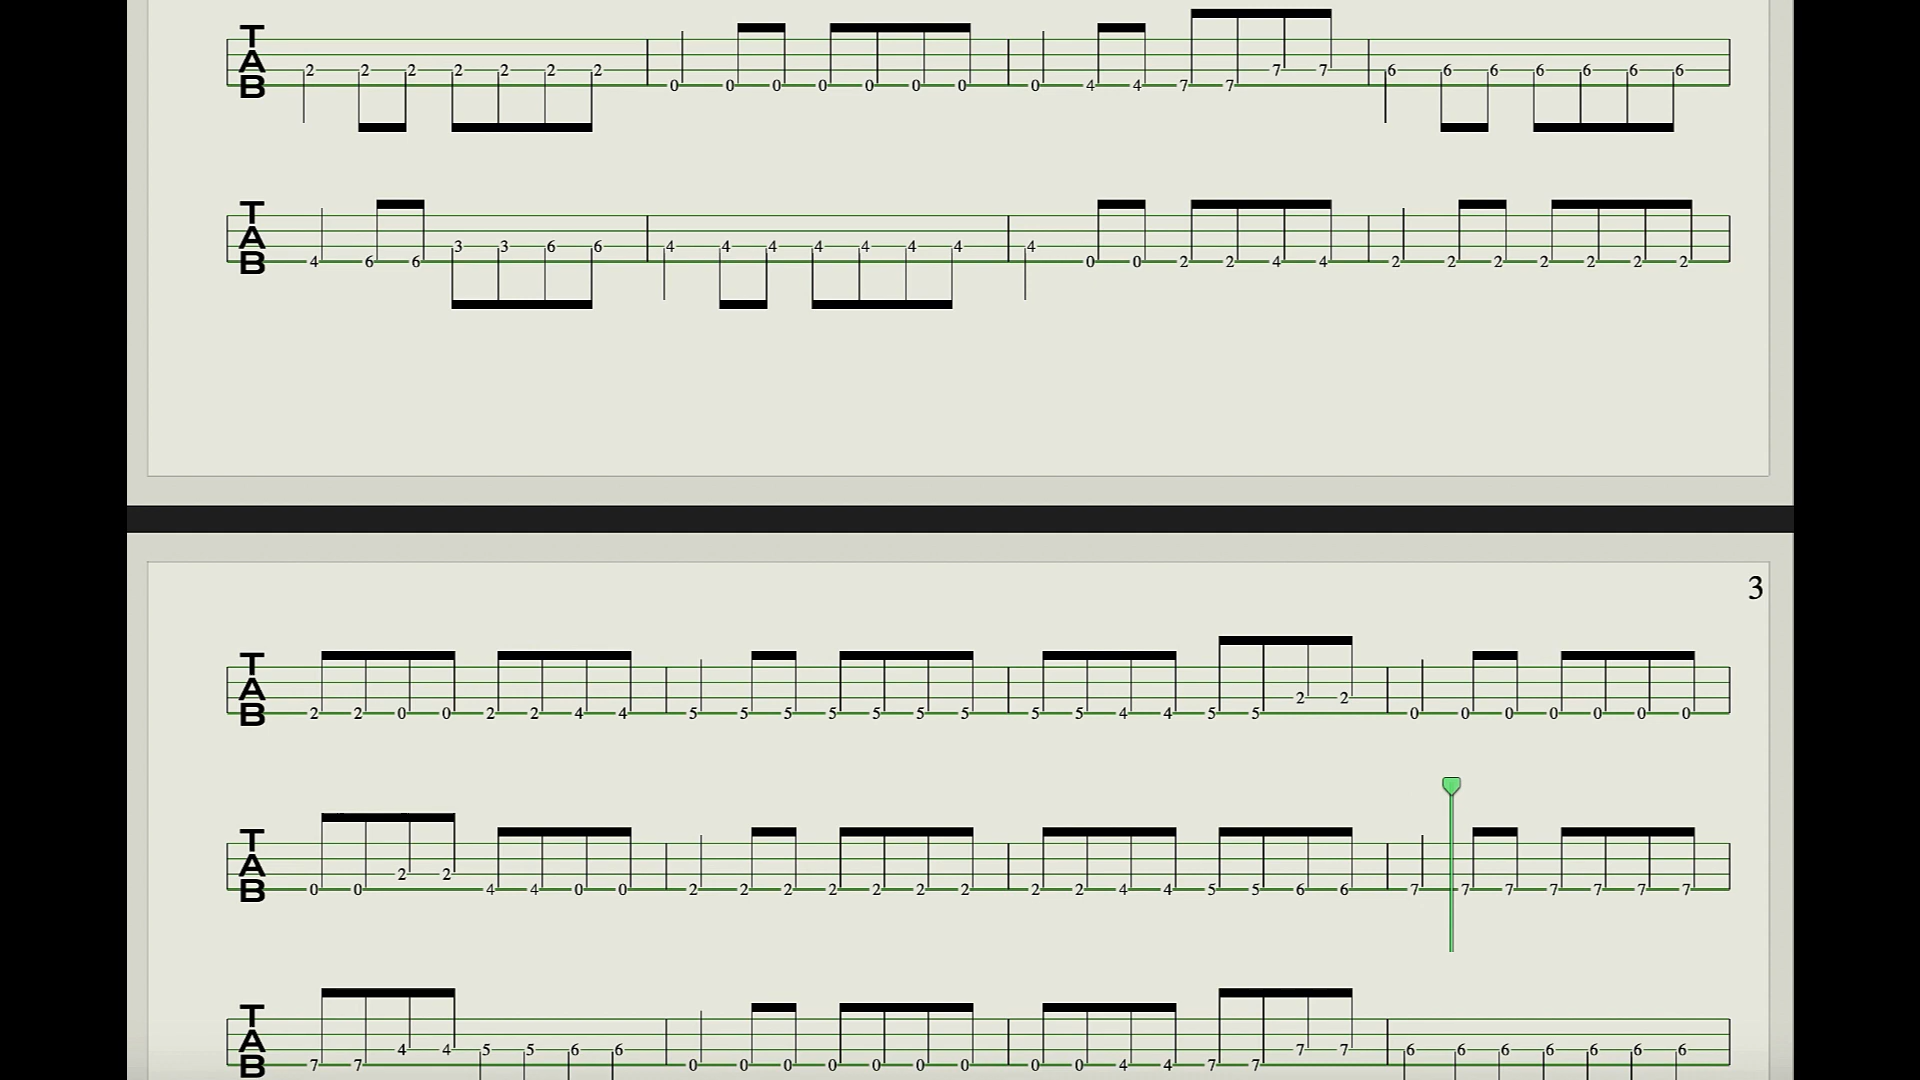 TAB 2 2 2 2 2 2 2 0 0 0 0 0 0 0 0 4 4 7 7 7 7 6 6 6 6 6 6 6
TAB 4 6 6 3 3 6 6 4 4 4 4 4 4 4 4 0 0 2 2 4 4 2 2 2 2 2 2 2
3
TAB 2 2 0 0 2 2 4 4 5 5 5 5 5 5 5 5 5 4 4 5 5 2 2 0 0 0 0 0 0 0
TAB 0 0 2 2 4 4 0 0 2 2 2 2 2 2 2 2 2 4 4 5 5 6 6 7 7 7 7 7 7 7
TAB 7 7 4 4 5 5 6 6 0 0 0 0 0 0 0 0 0 4 4 7 7 7 7 6 6 6 6 6 6 6